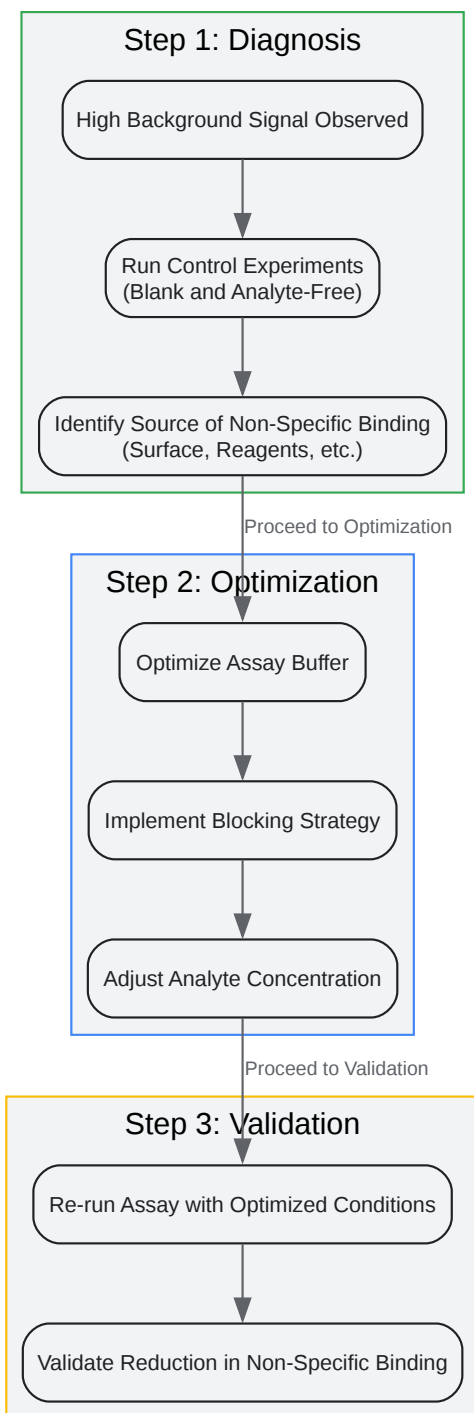 Step 1: Diagnosis
High Background Signal Observed
Run Control Experiments
(Blank and Analyte-Free)
Identify Source of Non-Specific Binding
(Surface, Reagents, etc.)
Proceed to Optimization
Step 2: Optimization
Optimize Assay Buffer
Implement Blocking Strategy
Adjust Analyte Concentration
Proceed to Validation
Step 3: Validation
Re-run Assay with Optimized Conditions
Validate Reduction in Non-Specific Binding